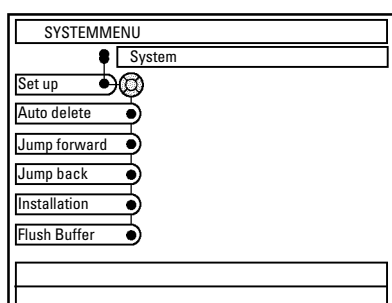 SYSTEMMENU
System
Set up
Auto delete
Jump forward
Jump back
Installation
Flush Buffer